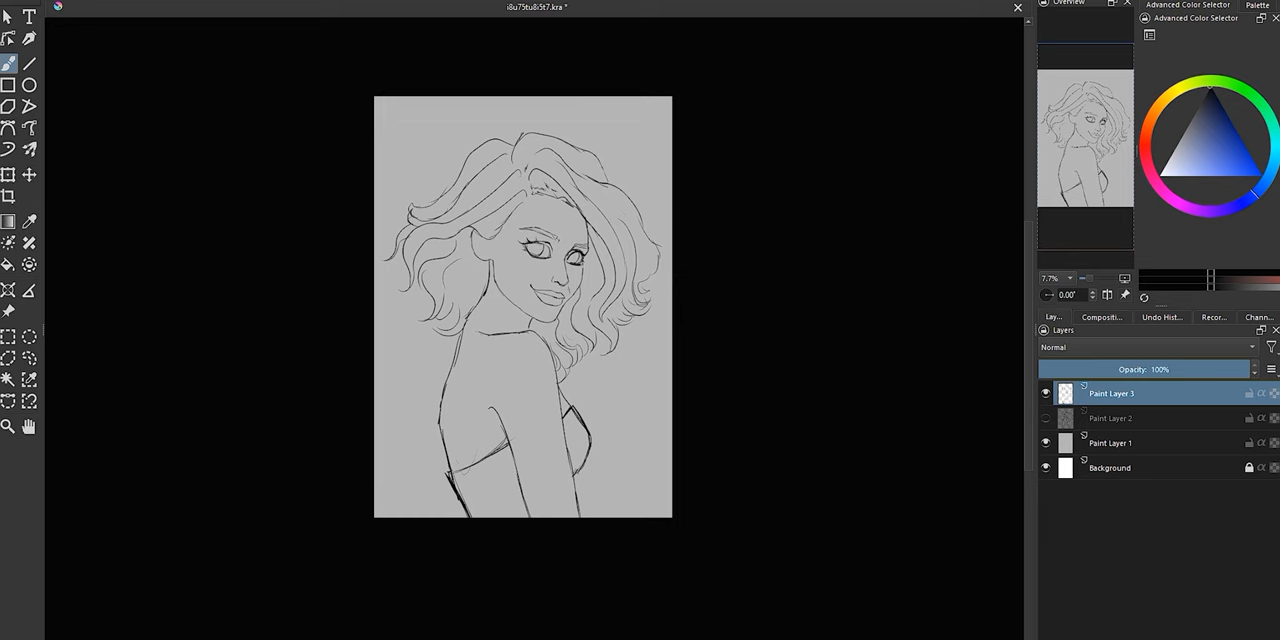 i8u75tu8i5t7.kra *
Overview
Advanced Color Selector
Palette
Advanced Color Selector
7.7%
0.00°
Lay...
Compositi...
Undo Hist...
Recor...
Chann...
Layers
Normal
Opacity: 100%
Paint Layer 3
Paint Layer 2
Paint Layer 1
Background